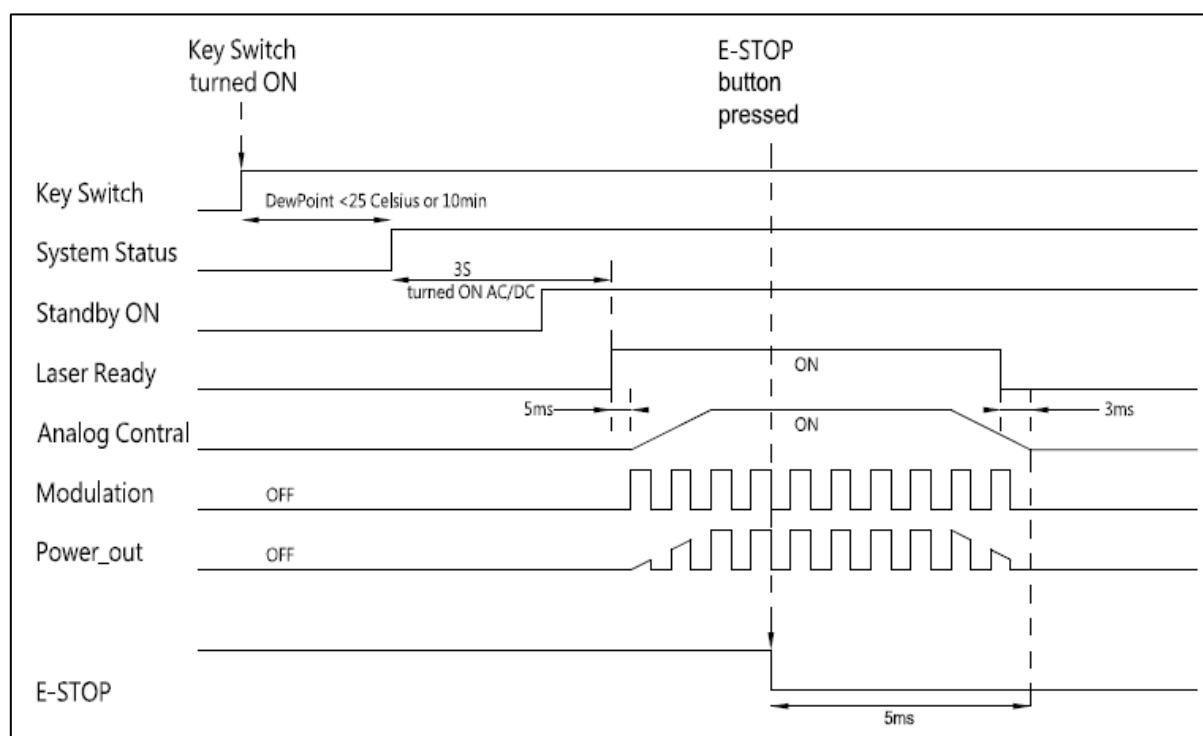 Key Switch
turned ON
E-STOP
button
pressed
Key Switch
DewPoint <25 Celsius or 10min
System Status
3S
turned ON AC/DC
Standby ON
Laser Ready
ON
5ms
3ms
Analog Contral
ON
Modulation
OFF
Power_out
OFF
E-STOP
5ms